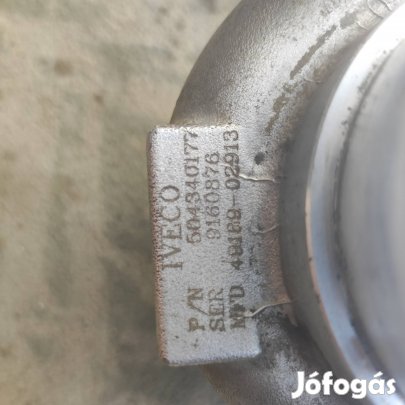 IVECO
P/N 504340177
SER 9160876
MFD 49189-02913
Jófogás